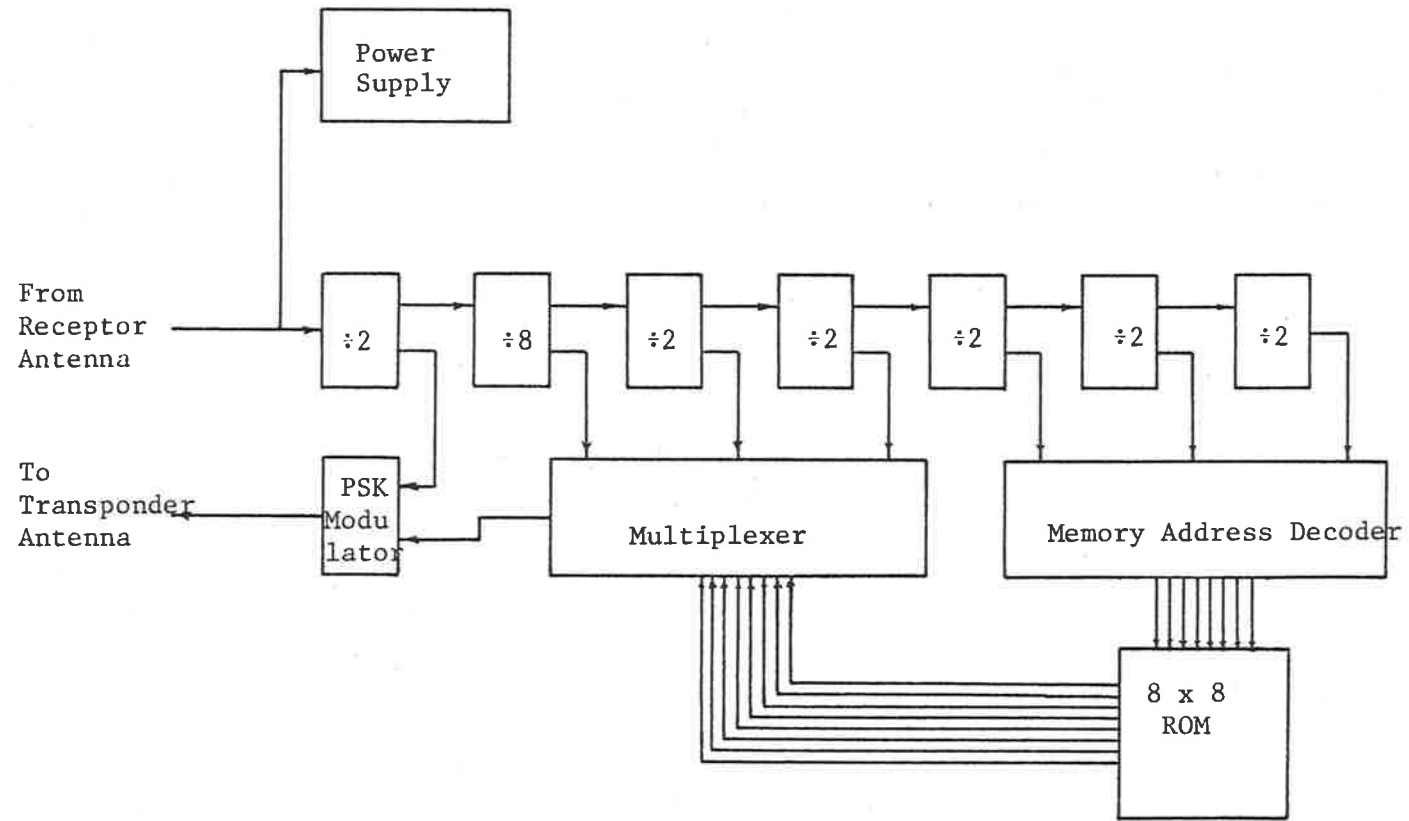 Power
Supply
From
Receptor
Antenna
÷2
÷8
÷2
÷2
÷2
÷2
÷2
To
Transponder
Antenna
PSK
Modu
lator
Multiplexer
Memory Address Decoder
8 x 8
ROM